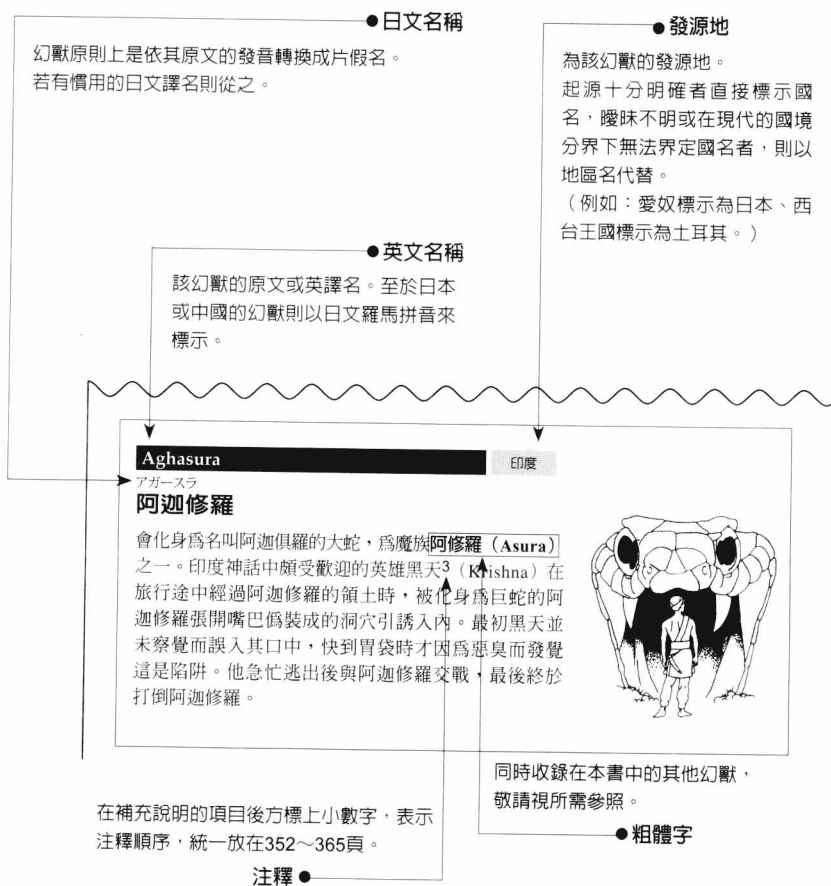 ●日文名稱
幻獸原則上是依其原文的發音轉換成片假名。
若有慣用的日文譯名則從之。
●發源地
為該幻獸的發源地。
起源十分明確者直接標示國
名，曖昧不明或在現代的國境
分界下無法界定國名者，則以
地區名代替。
（例如：愛奴標示為日本、西
台王國標示為土耳其。）
●英文名稱
該幻獸的原文或英譯名。至於日本
或中國的幻獸則以日文羅馬拼音來
標示。
Aghasura 印度
アガースラ
阿迦修羅
會化身爲名叫阿迦俱羅的大蛇，爲魔族阿修羅（Asura）
之一。印度神話中頗受歡迎的英雄黑天3（Krishna）在
旅行途中經過阿迦修羅的領土時，被化身爲巨蛇的阿
迦修羅張開嘴巴僞裝成的洞穴引誘入內。最初黑天並
未察覺而誤入其口中，快到胃袋時才因爲惡臭而發覺
這是陷阱。他急忙逃出後與阿迦修羅交戰，最後終於
打倒阿迦修羅。
同時收錄在本書中的其他幻獸，
敬請視所需參照。
●粗體字
在補充說明的項目後方標上小數字，表示
注釋順序，統一放在352～365頁。
注釋●